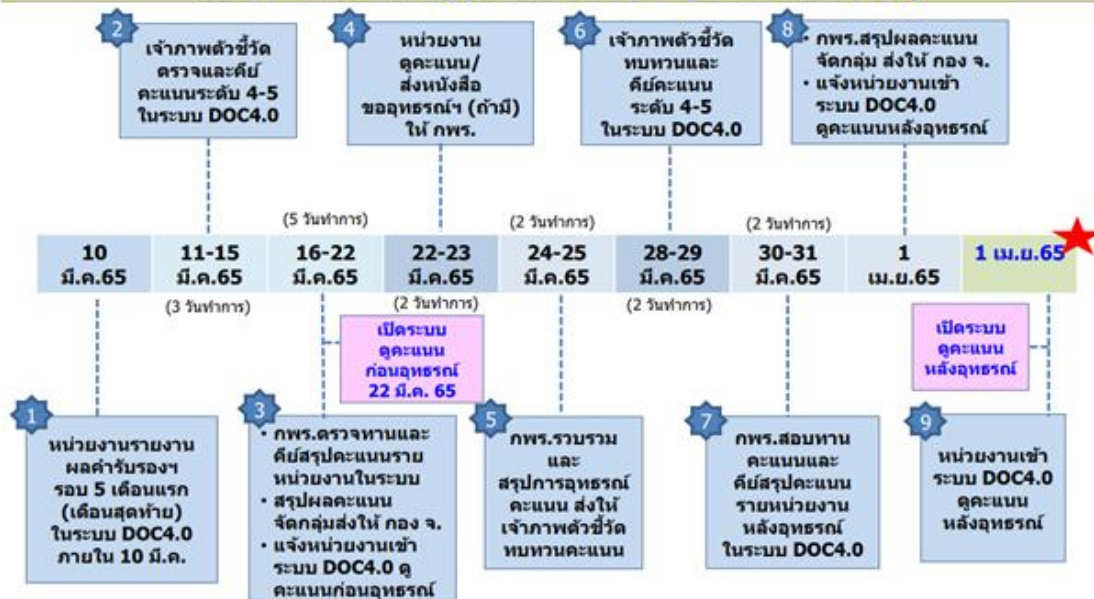 2
เจ้าภาพตัวชี้วัด
ตรวจและคีย์
คะแนนระดับ 4-5
ในระบบ DOC4.0
4
หน่วยงาน
ดูคะแนน/
ส่งหนังสือ
ขออุทธรณ์ฯ (ถ้ามี)
ให้ กพร.
6
เจ้าภาพตัวชี้วัด
ทบทวนและ
คีย์คะแนน
ระดับ 4-5
ในระบบ DOC4.0
8
• กพร.สรุปผลคะแนน
จัดกลุ่ม ส่งให้ กอง จ.
• แจ้งหน่วยงานเข้า
ระบบ DOC4.0
ดูคะแนนหลังอุทธรณ์
(5 วันทำการ)
(2 วันทำการ)
(2 วันทำการ)
10
มี.ค.65
11-15
มี.ค.65
16-22
มี.ค.65
22-23
มี.ค.65
24-25
มี.ค.65
28-29
มี.ค.65
30-31
มี.ค.65
1
เม.ย.65
1 เม.ย.65
(3 วันทำการ)
(2 วันทำการ)
(2 วันทำการ)
เปิดระบบ
ดูคะแนน
ก่อนอุทธรณ์
22 มี.ค. 65
เปิดระบบ
ดูคะแนน
หลังอุทธรณ์
1
หน่วยงานรายงาน
ผลคำรับรองฯ
รอบ 5 เดือนแรก
(เดือนสุดท้าย)
ในระบบ DOC4.0
ภายใน 10 มี.ค.
3
• กพร.ตรวจทานและ
คีย์สรุปคะแนนราย
หน่วยงานในระบบ
• สรุปผลคะแนน
จัดกลุ่มส่งให้ กอง จ.
• แจ้งหน่วยงานเข้า
ระบบ DOC4.0 ดู
คะแนนก่อนอุทธรณ์
5
กพร.รวบรวม
และ
สรุปการอุทธรณ์
คะแนน ส่งให้
เจ้าภาพตัวชี้วัด
ทบทวนคะแนน
7
กพร.สอบทาน
คะแนนและ
คีย์สรุปคะแนน
รายหน่วยงาน
หลังอุทธรณ์
ในระบบ DOC4.0
9
หน่วยงานเข้า
ระบบ DOC4.0
ดูคะแนน
หลังอุทธรณ์